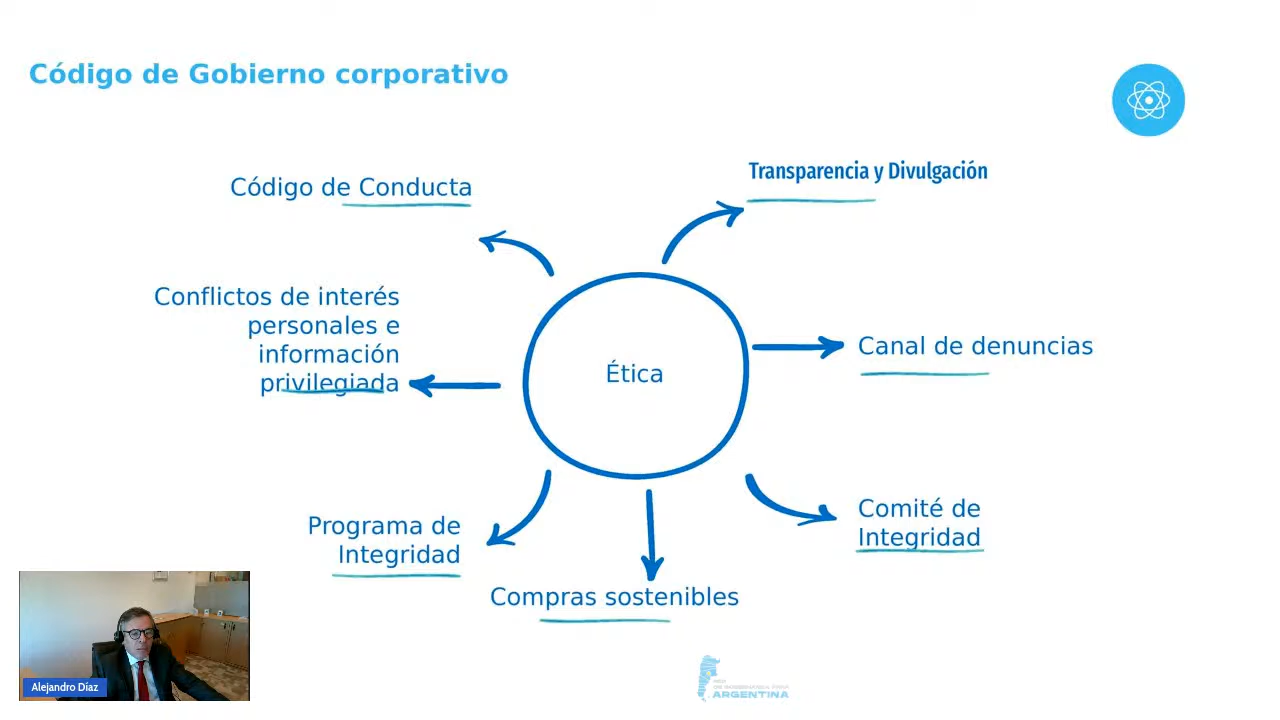 Código de Gobierno corporativo
Código de Conducta
Transparencia y Divulgación
Conflictos de interés
personales e
información
privilegiada
Canal de denuncias
Ética
Programa de
Integridad
Comité de
Integridad
Compras sostenibles
Alejandro Díaz
ARGENTINA